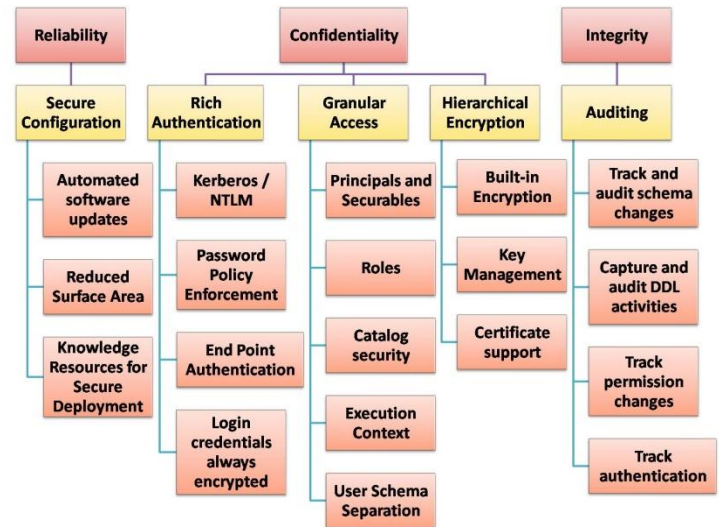 Reliability
Secure
Configuration
Automated
software
updates
Reduced
Surface Area
Knowledge
Resources for
Secure
Deployment
Confidentiality
Rich
Authentication
Kerberos /
NTLM
Password
Policy
Enforcement
End Point
Authentication
Login
credentials
always
encrypted
Granular
Access
Principals and
Securables
Roles
Catalog
security
Execution
Context
User Schema
Separation
Hierarchical
Encryption
Built-in
Encryption
Key
Management
Certificate
support
Integrity
Auditing
Track and
audit schema
changes
Capture and
audit DDL
activities
Track
permission
changes
Track
authentication